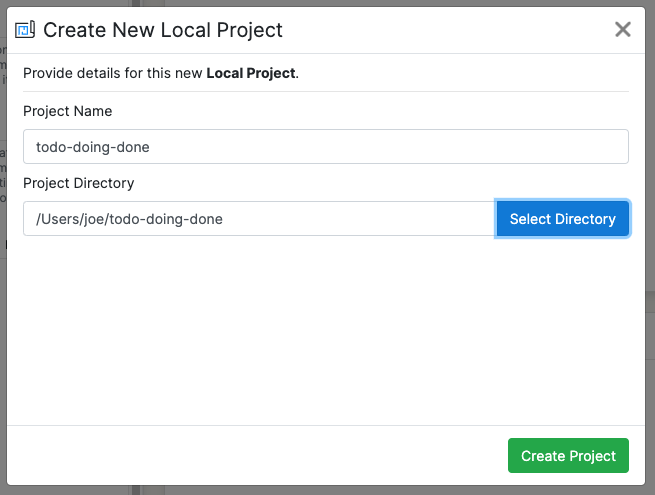 Create New Local Project
Provide details for this new Local Project.
Project Name
todo-doing-done
Project Directory
/Users/joe/todo-doing-done
Select Directory
Create Project